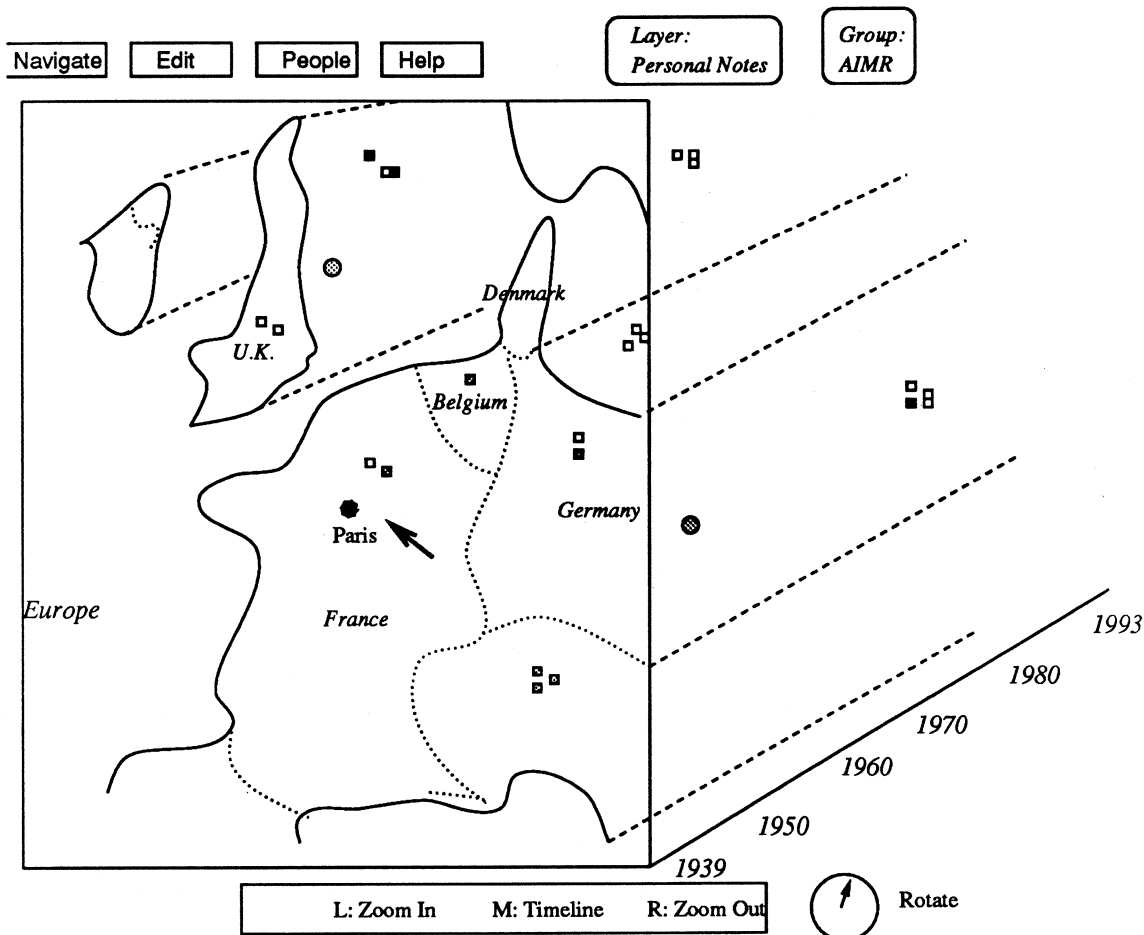 Layer:
Personal Notes
Group:
AIMR
Navigate
Edit
People
Help
Denmark
U.K.
Belgium
Germany
Paris
Europe
France
1993
1980
1970
1960
1950
1939
L: Zoom In M: Timeline R: Zoom Out
Rotate